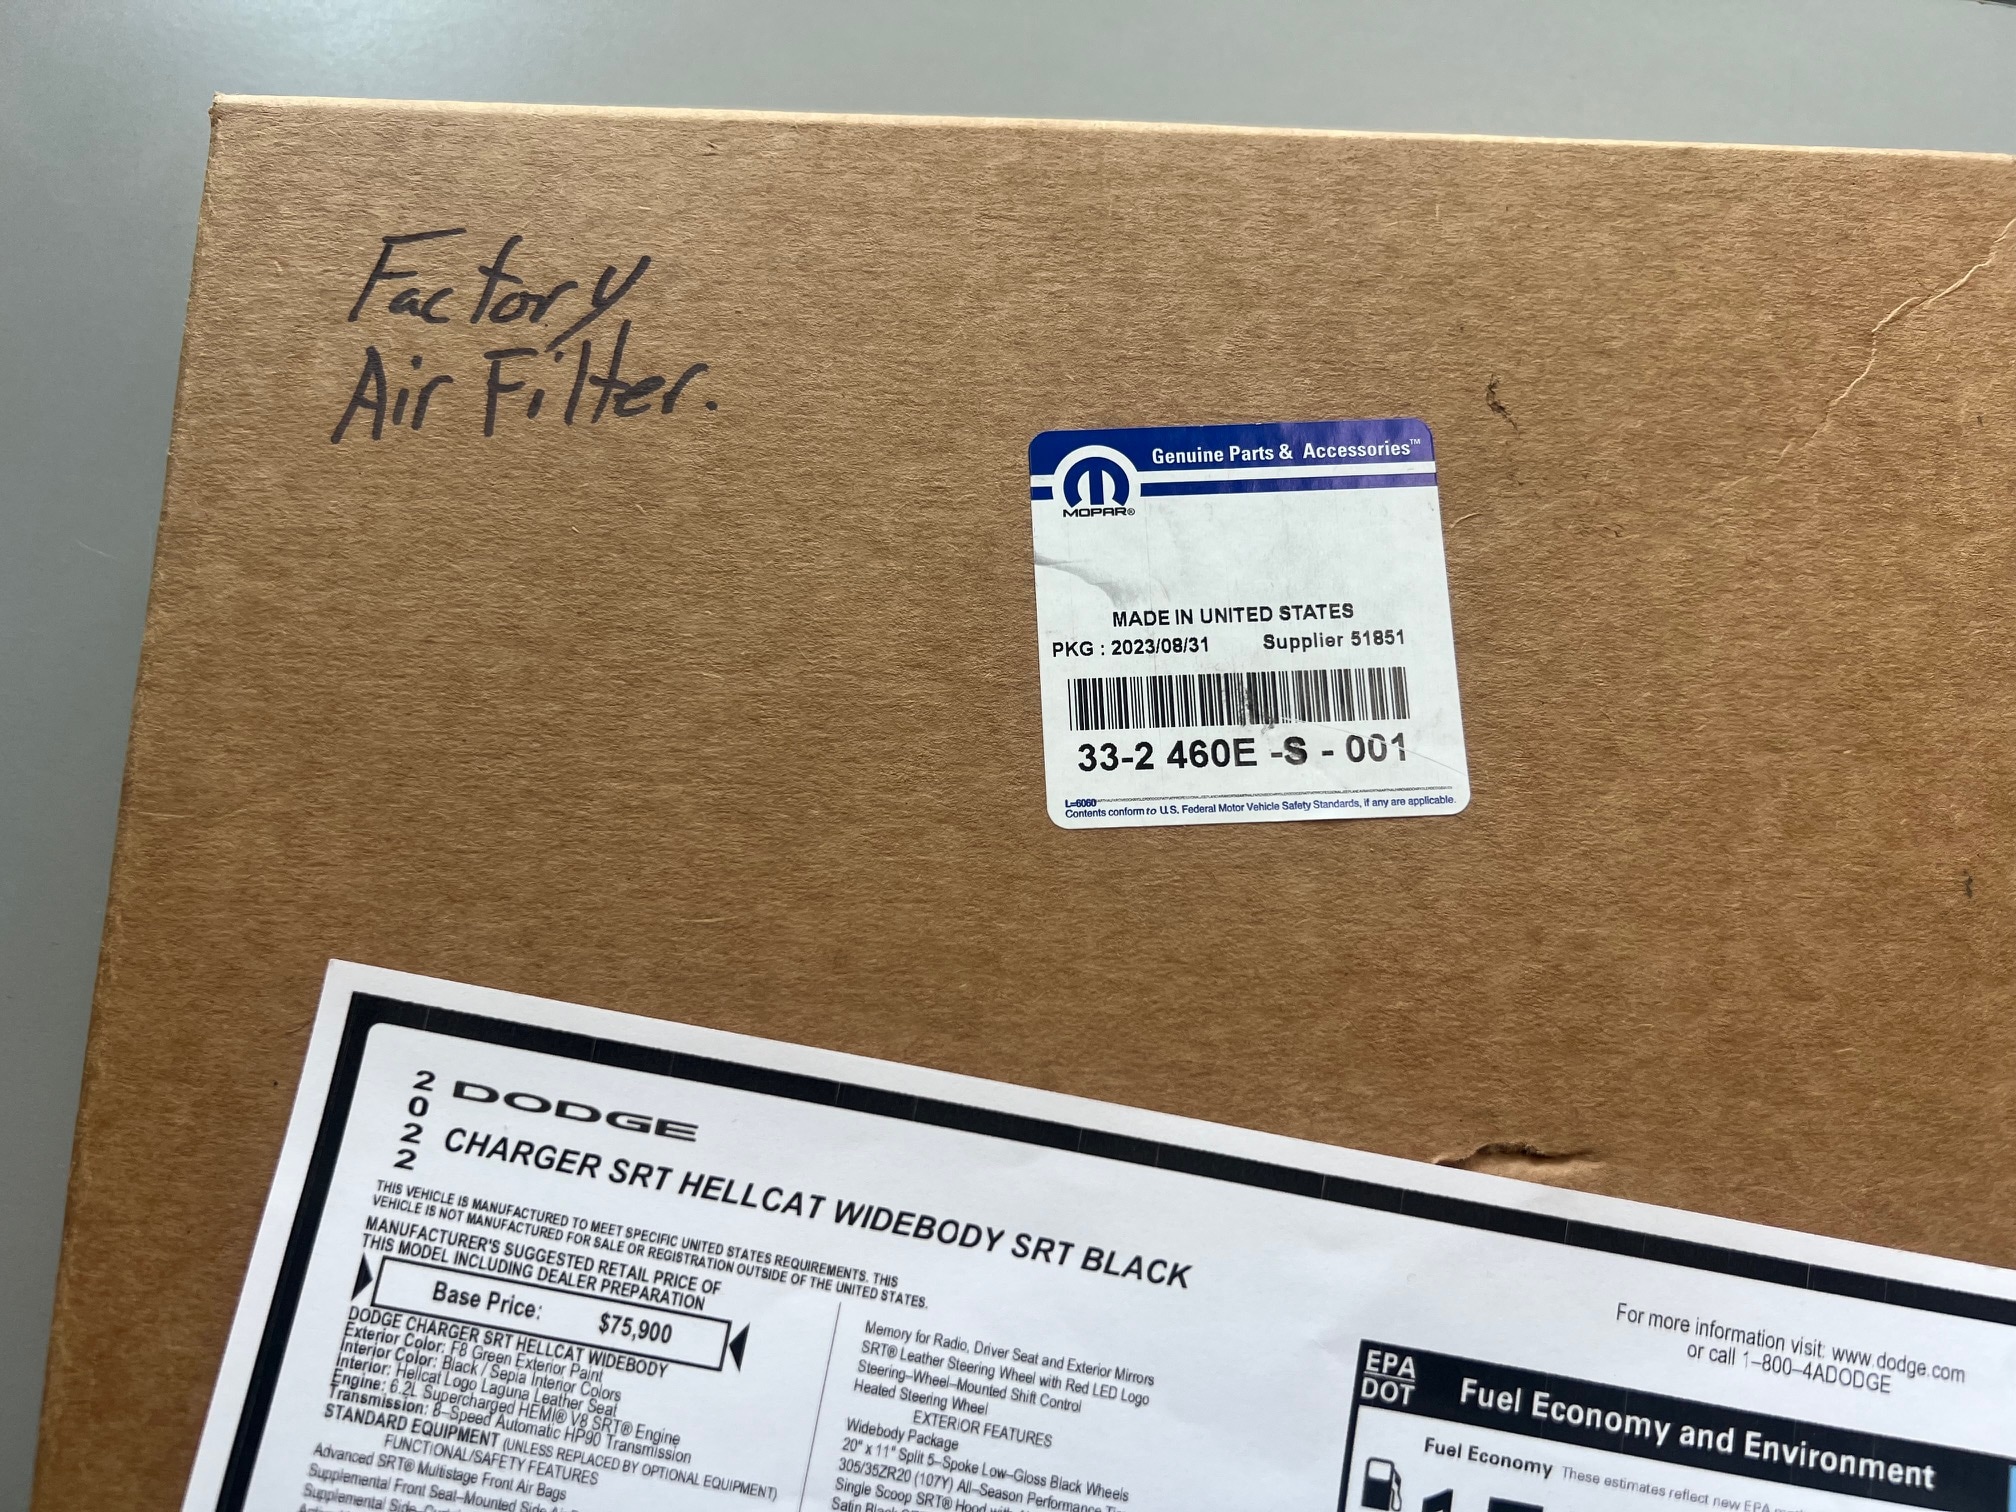 Factory
Air Filter.
Genuine Parts & Accessories™
MOPAR®
MADE IN UNITED STATES
PKG : 2023/08/31 Supplier 51851
33-2 460E -S - 001
L=6060
Contents conform to U.S. Federal Motor Vehicle Safety Standards, if any are applicable.
2022
DODGE
CHARGER SRT HELLCAT WIDEBODY SRT BLACK
THIS VEHICLE IS MANUFACTURED TO MEET SPECIFIC UNITED STATES REQUIREMENTS. THIS
VEHICLE IS NOT MANUFACTURED FOR SALE OR REGISTRATION OUTSIDE OF THE UNITED STATES.
MANUFACTURER'S SUGGESTED RETAIL PRICE OF
THIS MODEL INCLUDING DEALER PREPARATION
Base Price: $75,900
DODGE CHARGER SRT HELLCAT WIDEBODY
Exterior Color: F8 Green Exterior Paint
Interior Color: Black / Sepia Interior Colors
Interior: Hellcat Logo Laguna Leather Seat
Engine: 6.2L Supercharged HEMI® V8 SRT® Engine
Transmission: 8–Speed Automatic HP90 Transmission
STANDARD EQUIPMENT (UNLESS REPLACED BY OPTIONAL EQUIPMENT)
FUNCTIONAL/SAFETY FEATURES
Advanced SRT® Multistage Front Air Bags
Supplemental Front Seat–Mounted Side Air
Supplemental Side
Memory for Radio, Driver Seat and Exterior Mirrors
SRT® Leather Steering Wheel with Red LED Logo
Steering–Wheel–Mounted Shift Control
Heated Steering Wheel
EXTERIOR FEATURES
Widebody Package
20" x 11" Split 5–Spoke Low–Gloss Black Wheels
305/35ZR20 (107Y) All–Season Performance
Single Scoop SRT® Hood
Satin Black
For more information visit: www.dodge.com
or call 1–800–4ADODGE
EPA
DOT
Fuel Economy and Environment
Fuel Economy These estimates reflect new EPA